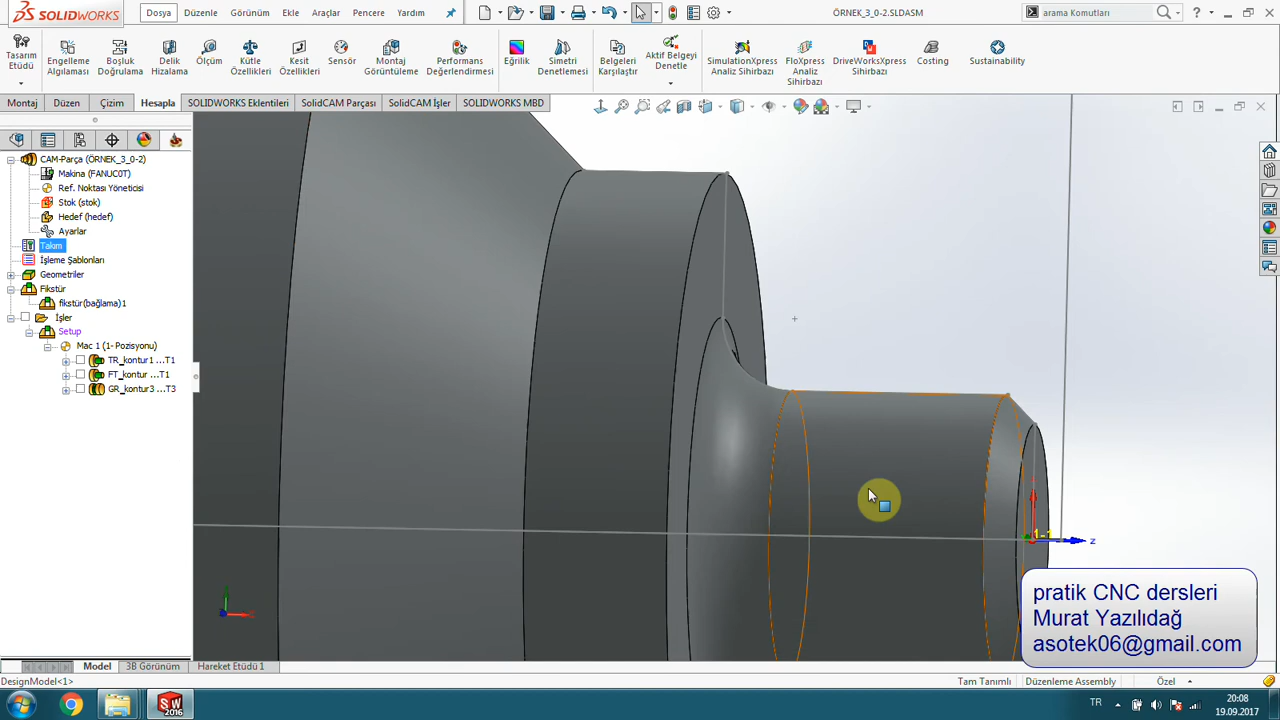 SOLIDWORKS
Dosya
Düzenle
Görünüm
Ekle
Araçlar
Pencere
Yardım
ÖRNEK_3_0-2.SLDASM
arama Komutları
Tasarım
Etüdü
Engelleme
Algılaması
Boşluk
Doğrulama
Delik
Hizalama
Ölçüm
Kütle
Özellikleri
Kesit
Özellikleri
Sensör
Montaj
Görüntüleme
Performans
Değerlendirmesi
Eğrilik
Simetri
Denetlemesi
Belgeleri
Karşılaştır
Aktif Belgeyi
Denetle
SimulationXpress
Analiz Sihirbazı
FloXpress
Analiz
Sihirbazı
DriveWorksXpress
Sihirbazı
Costing
Sustainability
Montaj
Düzen
Çizim
Hesapla
SOLIDWORKS Eklentileri
SolidCAM Parçası
SolidCAM İşler
SOLIDWORKS MBD
CAM-Parça (ÖRNEK_3_0-2)
Makina (FANUC0T)
Ref. Noktası Yöneticisi
Stok (stok)
Hedef (hedef)
Ayarlar
Takım
İşleme Şablonları
Geometriler
Fikstür
fikstür(bağlama)1
İşler
Setup
Mac 1 (1- Pozisyonu)
TR_kontur1 ...T1
FT_kontur ...T1
GR_kontur3 ...T3
1-1
z
pratik CNC dersleri
Murat Yazılıdağ
asotek06@gmail.com
Model
3B Görünüm
Hareket Etüdü 1
DesignModel<1>
Tam Tanımlı
Düzenleme Assembly
Özel
SW
2016
TR
20:08
19.09.2017